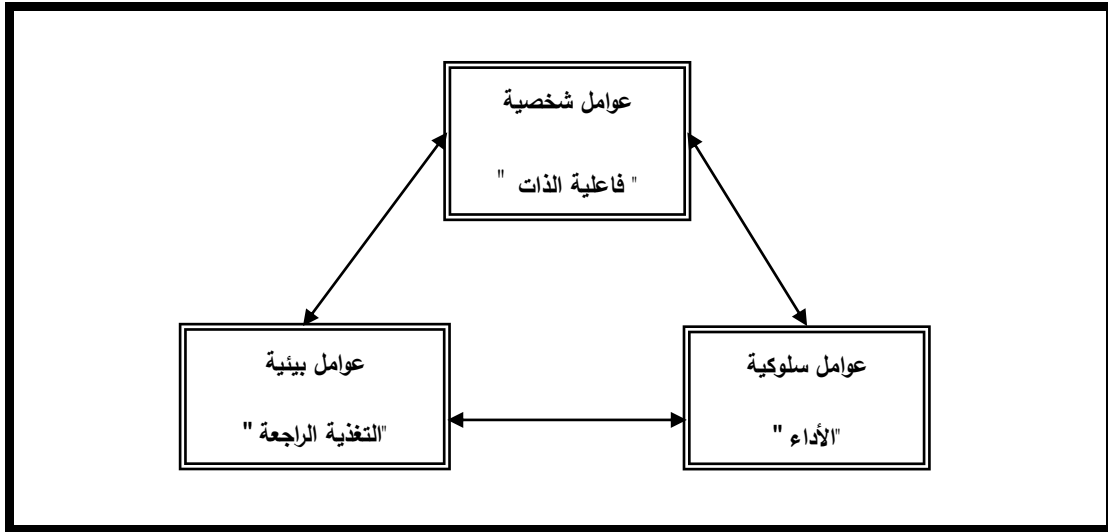 عوامل شخصية
" فاعلية الذات "
عوامل بيئية
"التغذية الراجعة "
عوامل سلوكية
"الأداء "